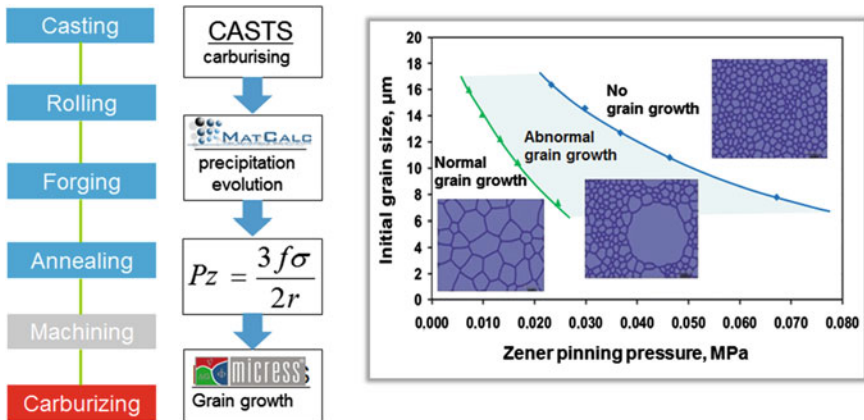 Casting
Rolling
Forging
Annealing
Machining
Carburizing
CASTS
carburising
MATCALC
precipitation
evolution
Pz = 3fσ / 2r
micress
Grain growth
Initial grain size, µm
20
18
16
14
12
10
8
6
4
2
0
No
grain growth
Abnormal
grain growth
Normal
grain growth
0.000 0.010 0.020 0.030 0.040 0.050 0.060 0.070 0.080
Zener pinning pressure, MPa